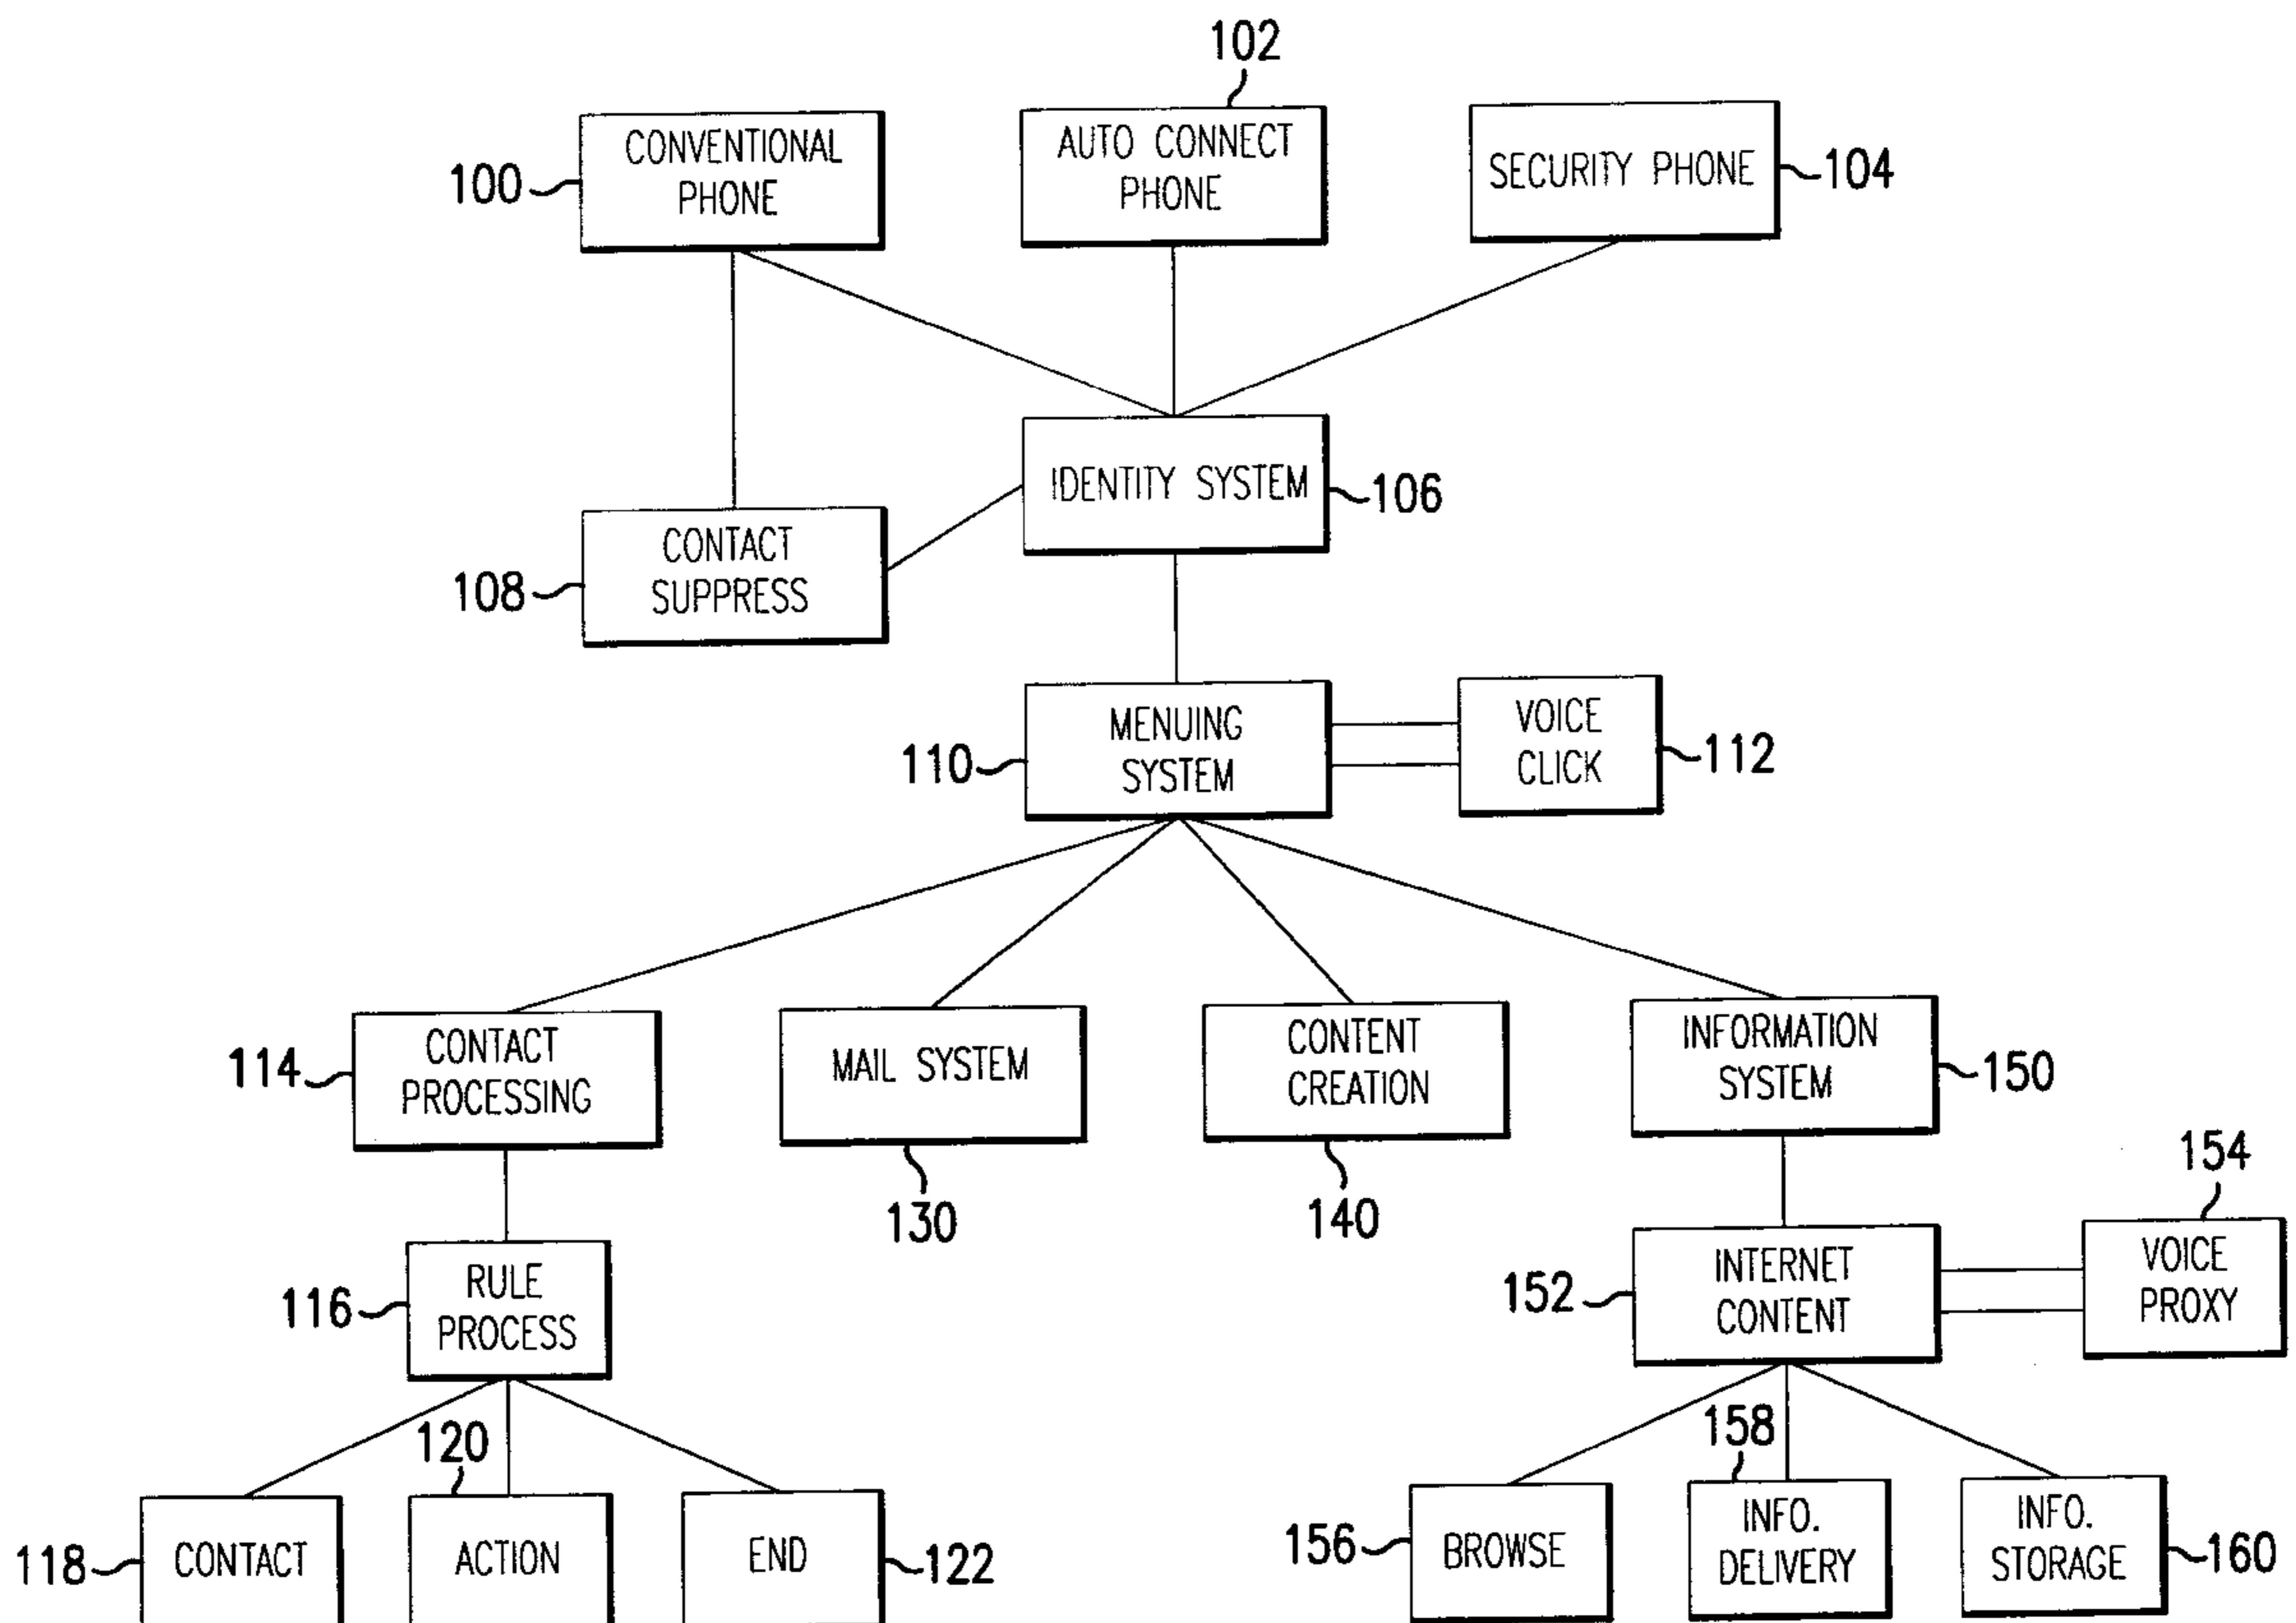 102
CONVENTIONAL
PHONE
100
AUTO CONNECT
PHONE
SECURITY PHONE
104
IDENTITY SYSTEM
106
CONTACT
SUPPRESS
108
MENUING
SYSTEM
110
VOICE
CLICK
112
CONTACT
PROCESSING
114
MAIL SYSTEM
130
CONTENT
CREATION
140
INFORMATION
SYSTEM
150
154
RULE
PROCESS
116
INTERNET
CONTENT
152
VOICE
PROXY
120
158
118
CONTACT
ACTION
END
122
156
BROWSE
INFO.
DELIVERY
INFO.
STORAGE
160